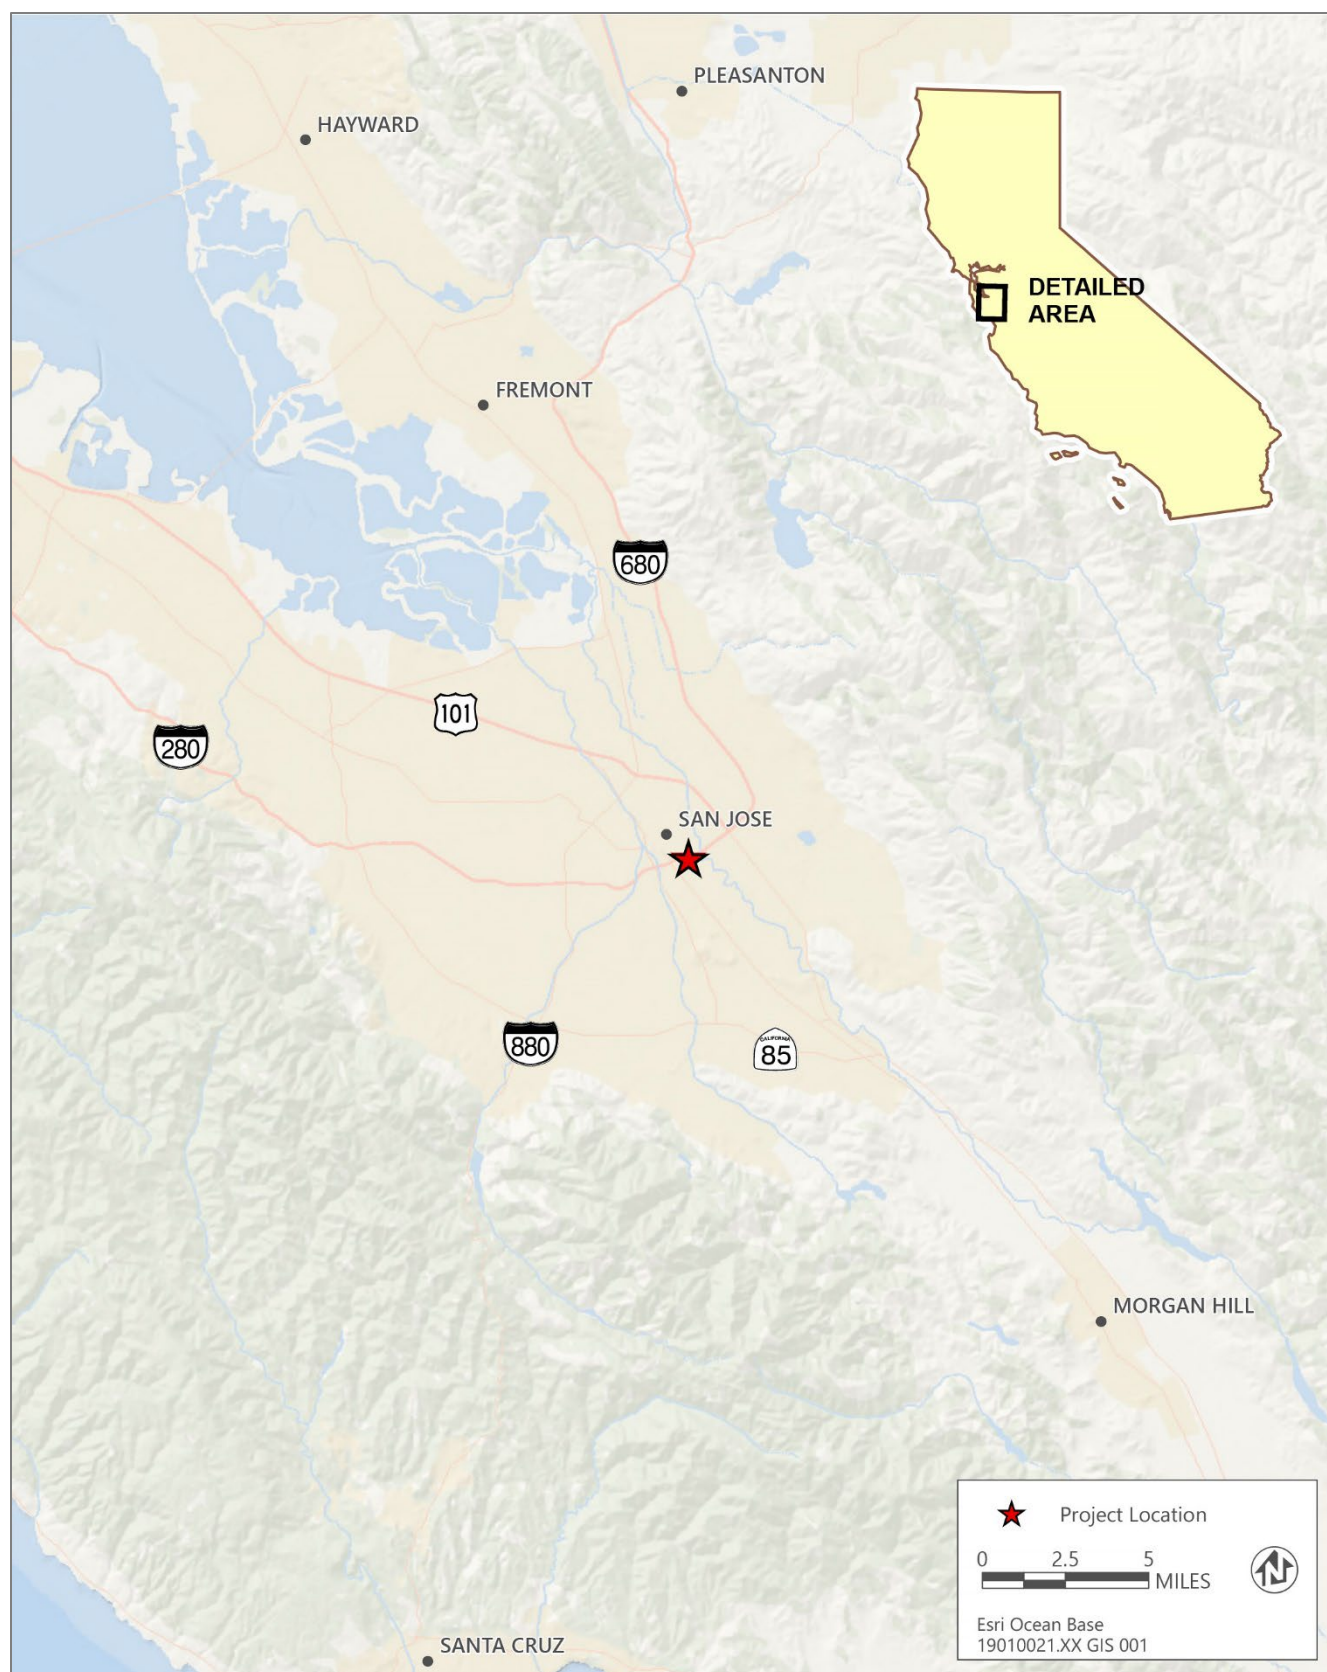 PLEASANTON
HAYWARD
DETAILED
AREA
FREMONT
680
101
280
SAN JOSE
880
CALIFORNIA
85
MORGAN HILL
SANTA CRUZ
Project Location
0 2.5 5
MILES
N
Esri Ocean Base
19010021.XX GIS 001